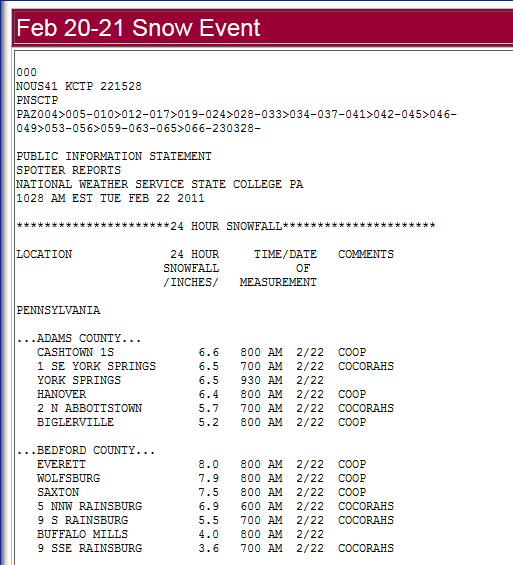 Feb 20-21 Snow Event
000
NOUS41 KCTP 221528
PNSCTP
PAZ004>005-010>012-017>019-024>028-033>034-037-041>042-045>046-
049>053-056>059-063-065>066-230328-
PUBLIC INFORMATION STATEMENT
SPOTTER REPORTS
NATIONAL WEATHER SERVICE STATE COLLEGE PA
1028 AM EST TUE FEB 22 2011
**********************24 HOUR SNOWFALL**********************
LOCATION 24 HOUR TIME/DATE COMMENTS
SNOWFALL OF
/INCHES/ MEASUREMENT
PENNSYLVANIA
...ADAMS COUNTY...
CASHTOWN 1S 6.6 800 AM 2/22 COOP
1 SE YORK SPRINGS 6.5 700 AM 2/22 COCORAHS
YORK SPRINGS 6.5 930 AM 2/22
HANOVER 6.4 800 AM 2/22 COOP
2 N ABBOTTSTOWN 5.7 700 AM 2/22 COCORAHS
BIGLERVILLE 5.2 800 AM 2/22 COOP
...BEDFORD COUNTY...
EVERETT 8.0 800 AM 2/22 COOP
WOLFSBURG 7.9 800 AM 2/22 COOP
SAXTON 7.5 800 AM 2/22 COOP
5 NNW RAINSBURG 6.9 600 AM 2/22 COCORAHS
9 S RAINSBURG 5.5 700 AM 2/22 COCORAHS
BUFFALO MILLS 4.0 800 AM 2/22
9 SSE RAINSBURG 3.6 700 AM 2/22 COCORAHS